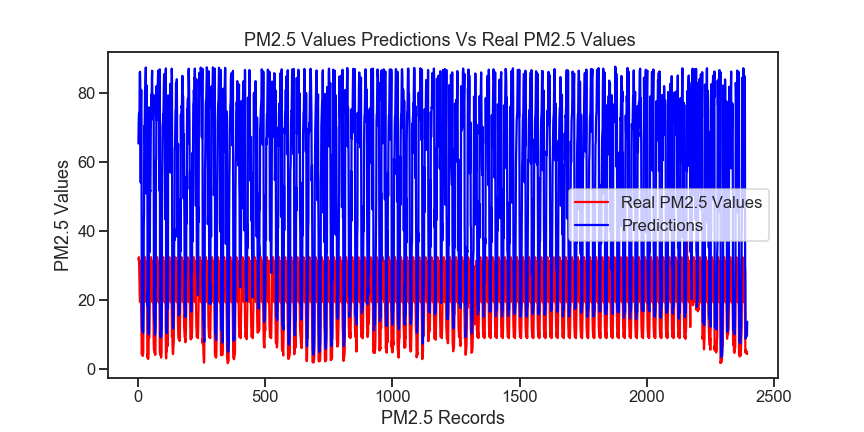 PM2.5 Values Predictions Vs Real PM2.5 Values
PM2.5 Values
80
60
40
20
0
Real PM2.5 Values
Predictions
0 500 1000 1500 2000 2500
PM2.5 Records